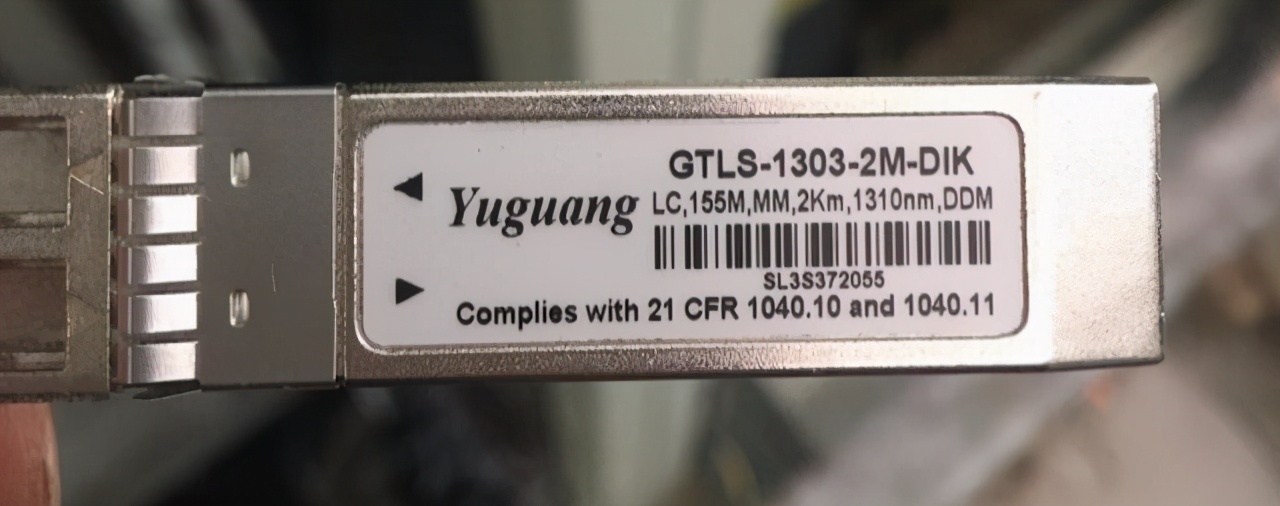 GTLS-1303-2M-DIK
Yuguang
LC,155M,MM,2Km,1310nm,DDM
SL3S372055
Complies with 21 CFR 1040.10 and 1040.11